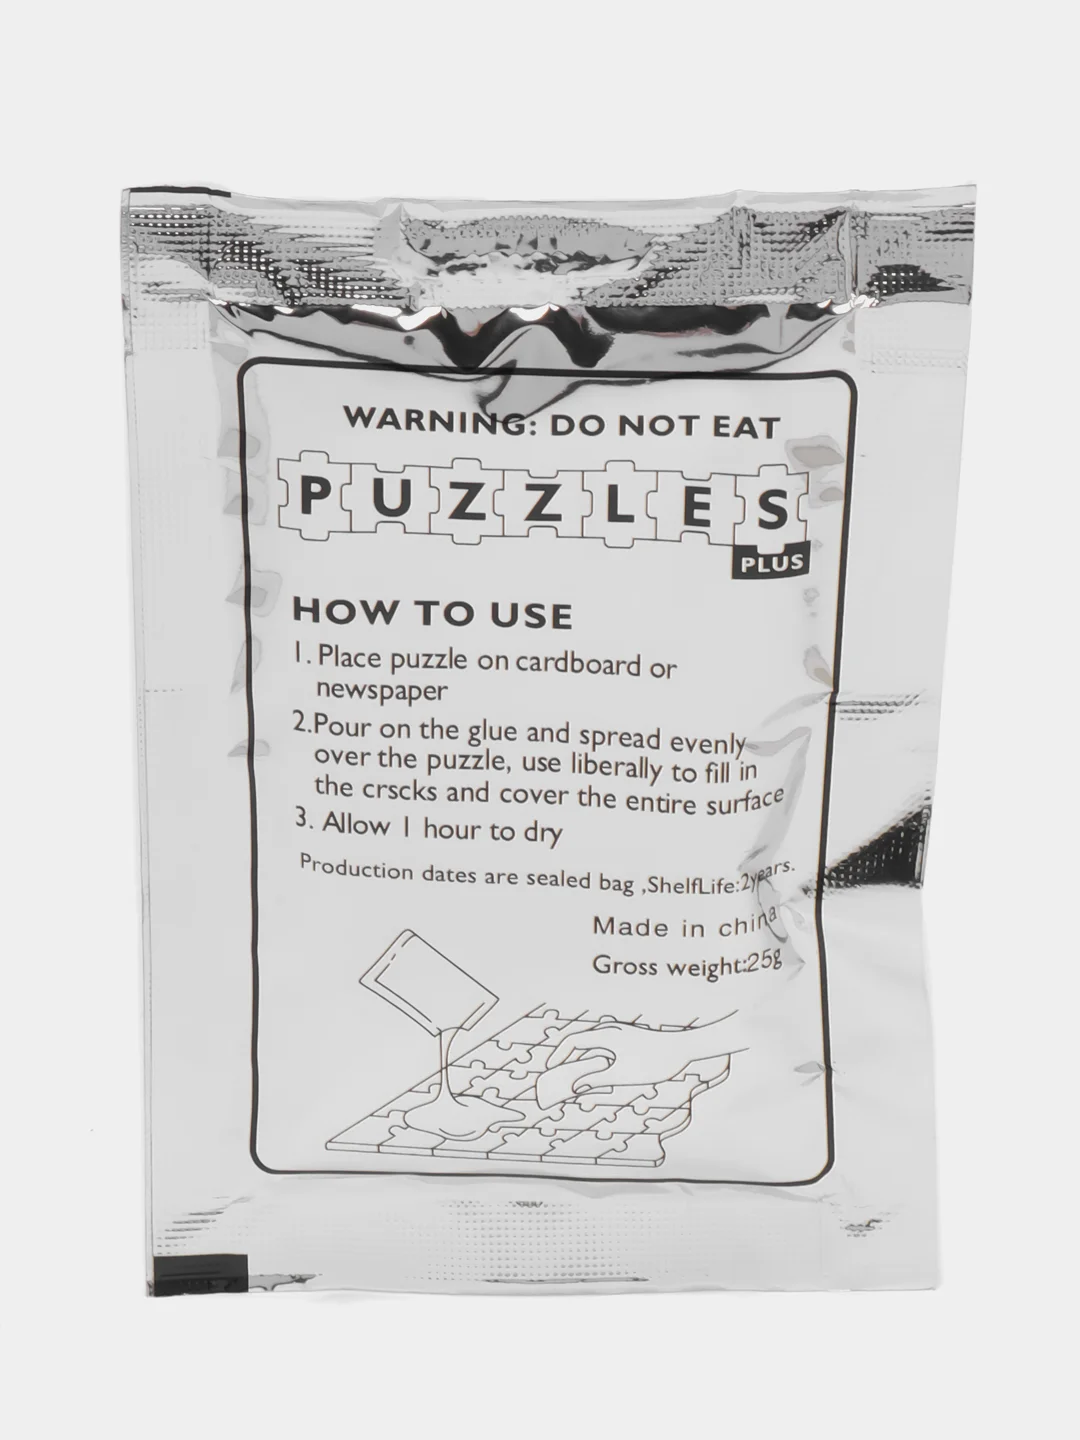 WARNING: DO NOT EAT
PUZZLES
PLUS
HOW TO USE
1. Place puzzle on cardboard or
newspaper
2.Pour on the glue and spread evenly
over the puzzle, use liberally to fill in
the crscks and cover the entire surface
3. Allow 1 hour to dry
Production dates are sealed bag ,ShelfLife:2years.
Made in china
Gross weight:25g